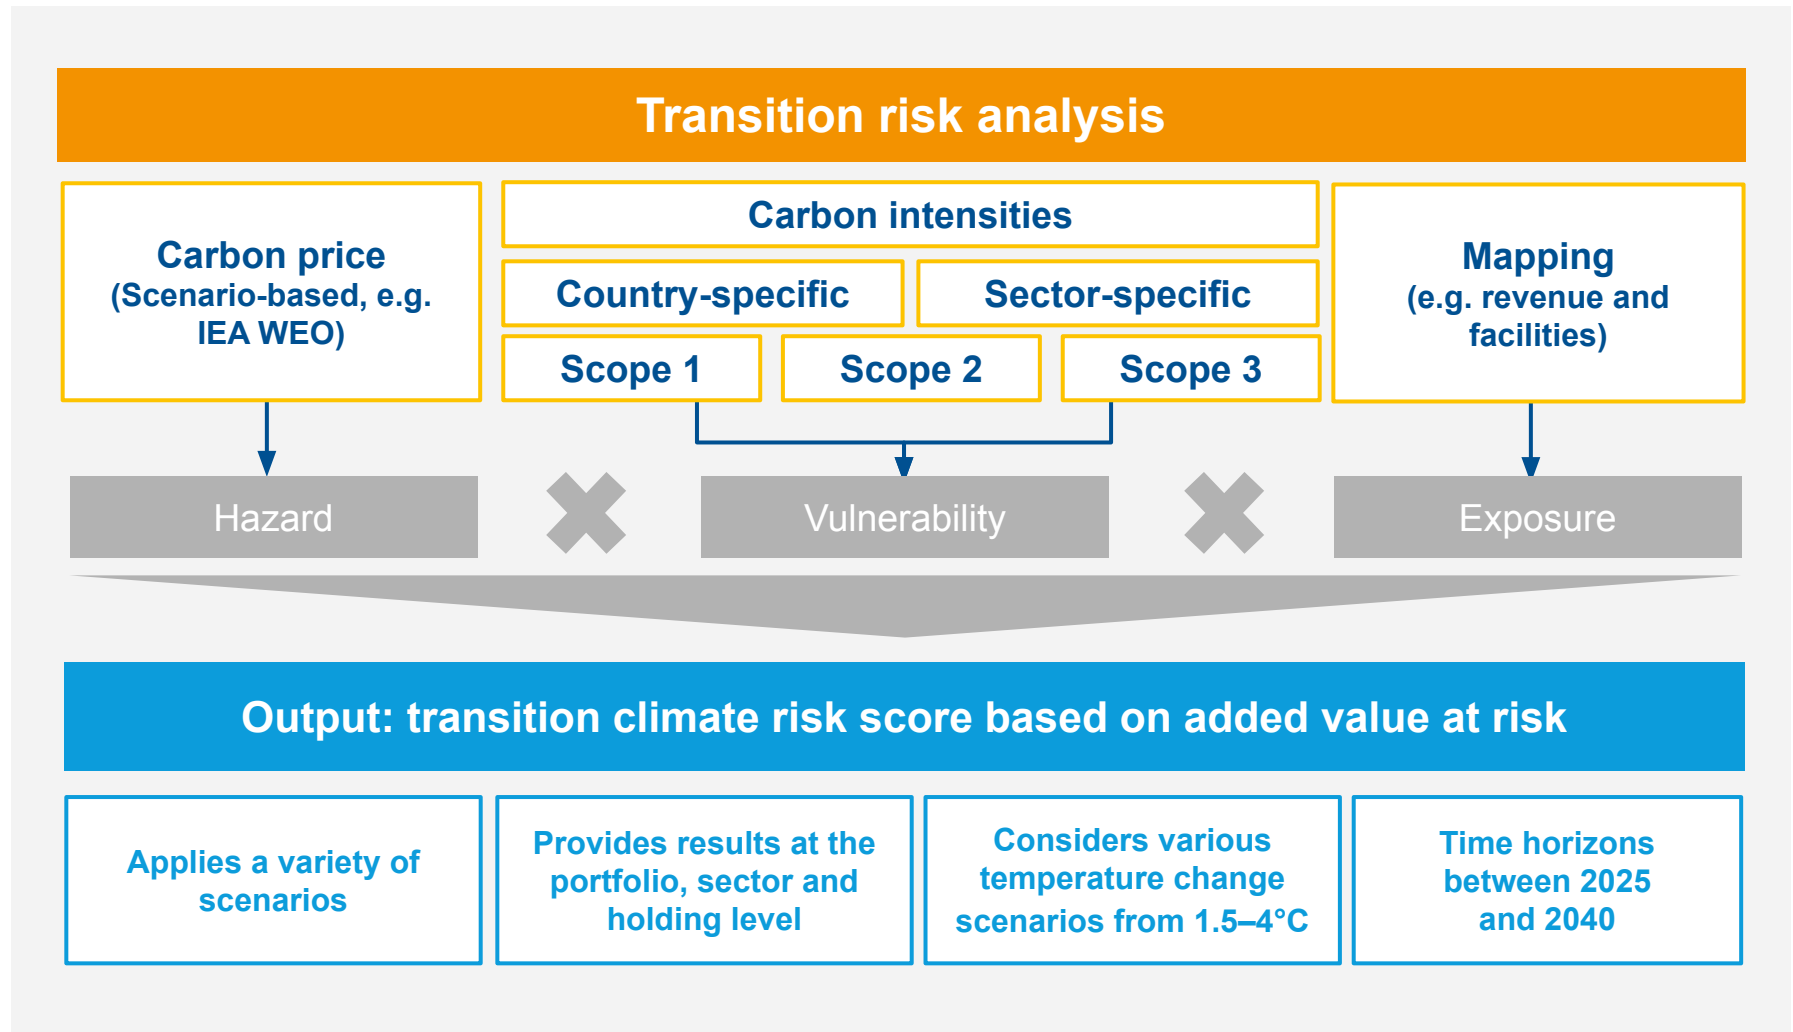 Transition risk analysis
Carbon price
(Scenario-based, e.g.
IEA WEO)
Carbon intensities
Country-specific
Sector-specific
Scope 1
Scope 2
Scope 3
Mapping
(e.g. revenue and
facilities)
Hazard
Vulnerability
Exposure
Output: transition climate risk score based on added value at risk
Applies a variety of
scenarios
Provides results at the
portfolio, sector and
holding level
Considers various
temperature change
scenarios from 1.5–4°C
Time horizons
between 2025
and 2040